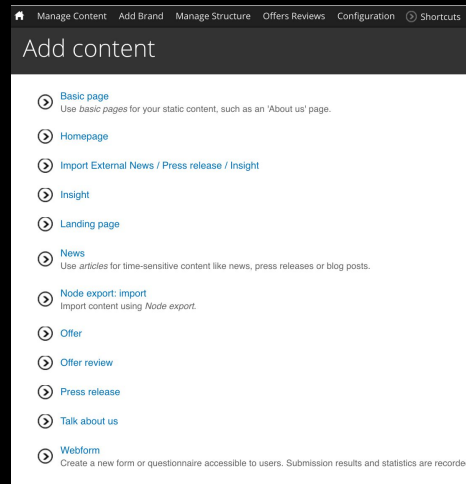 Manage Content Add Brand Manage Structure Offers Reviews Configuration Shortcuts
Add content
Basic page
Use basic pages for your static content, such as an 'About us' page.
Homepage
Import External News / Press release / Insight
Insight
Landing page
News
Use articles for time-sensitive content like news, press releases or blog posts.
Node export: import
Import content using Node export.
Offer
Offer review
Press release
Talk about us
Webform
Create a new form or questionnaire accessible to users. Submission results and statistics are recorde